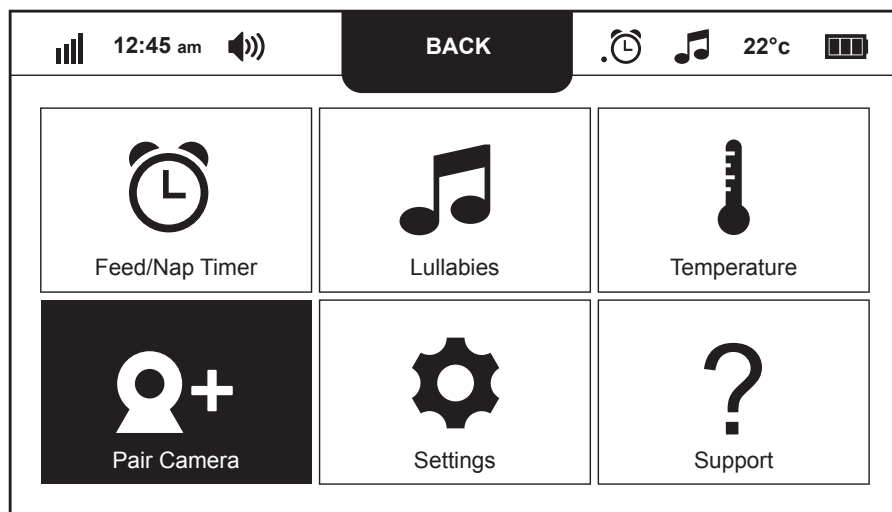 12:45 am BACK 22°c
Feed/Nap Timer Lullabies Temperature
Pair Camera Settings Support